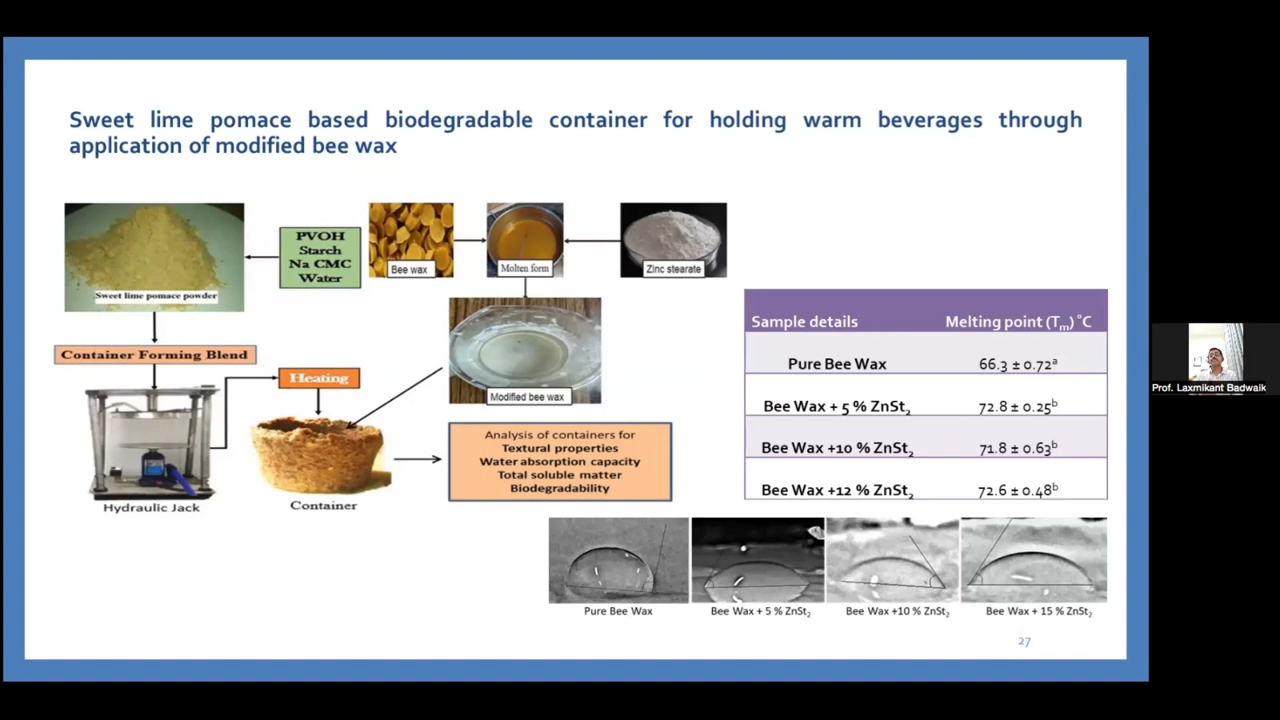 Sweet lime pomace based biodegradable container for holding warm beverages through
application of modified bee wax
PVOH
Starch
Na CMC
Water
Sweet lime pomace powder
Bee wax
Molten form
Zinc stearate
Container Forming Blend
Heating
Modified bee wax
Hydraulic Jack
Container
Analysis of containers for
Textural properties
Water absorption capacity
Total soluble matter
Biodegradability
Sample details Melting point (Tm) °C
Pure Bee Wax 66.3 ± 0.72a
Bee Wax + 5 % ZnSt2 72.8 ± 0.25b
Bee Wax +10 % ZnSt2 71.8 ± 0.63b
Bee Wax +12 % ZnSt2 72.6 ± 0.48b
Pure Bee Wax
Bee Wax + 5 % ZnSt2
Bee Wax +10 % ZnSt2
Bee Wax + 15 % ZnSt2
27
Prof. Laxmikant Badwaik